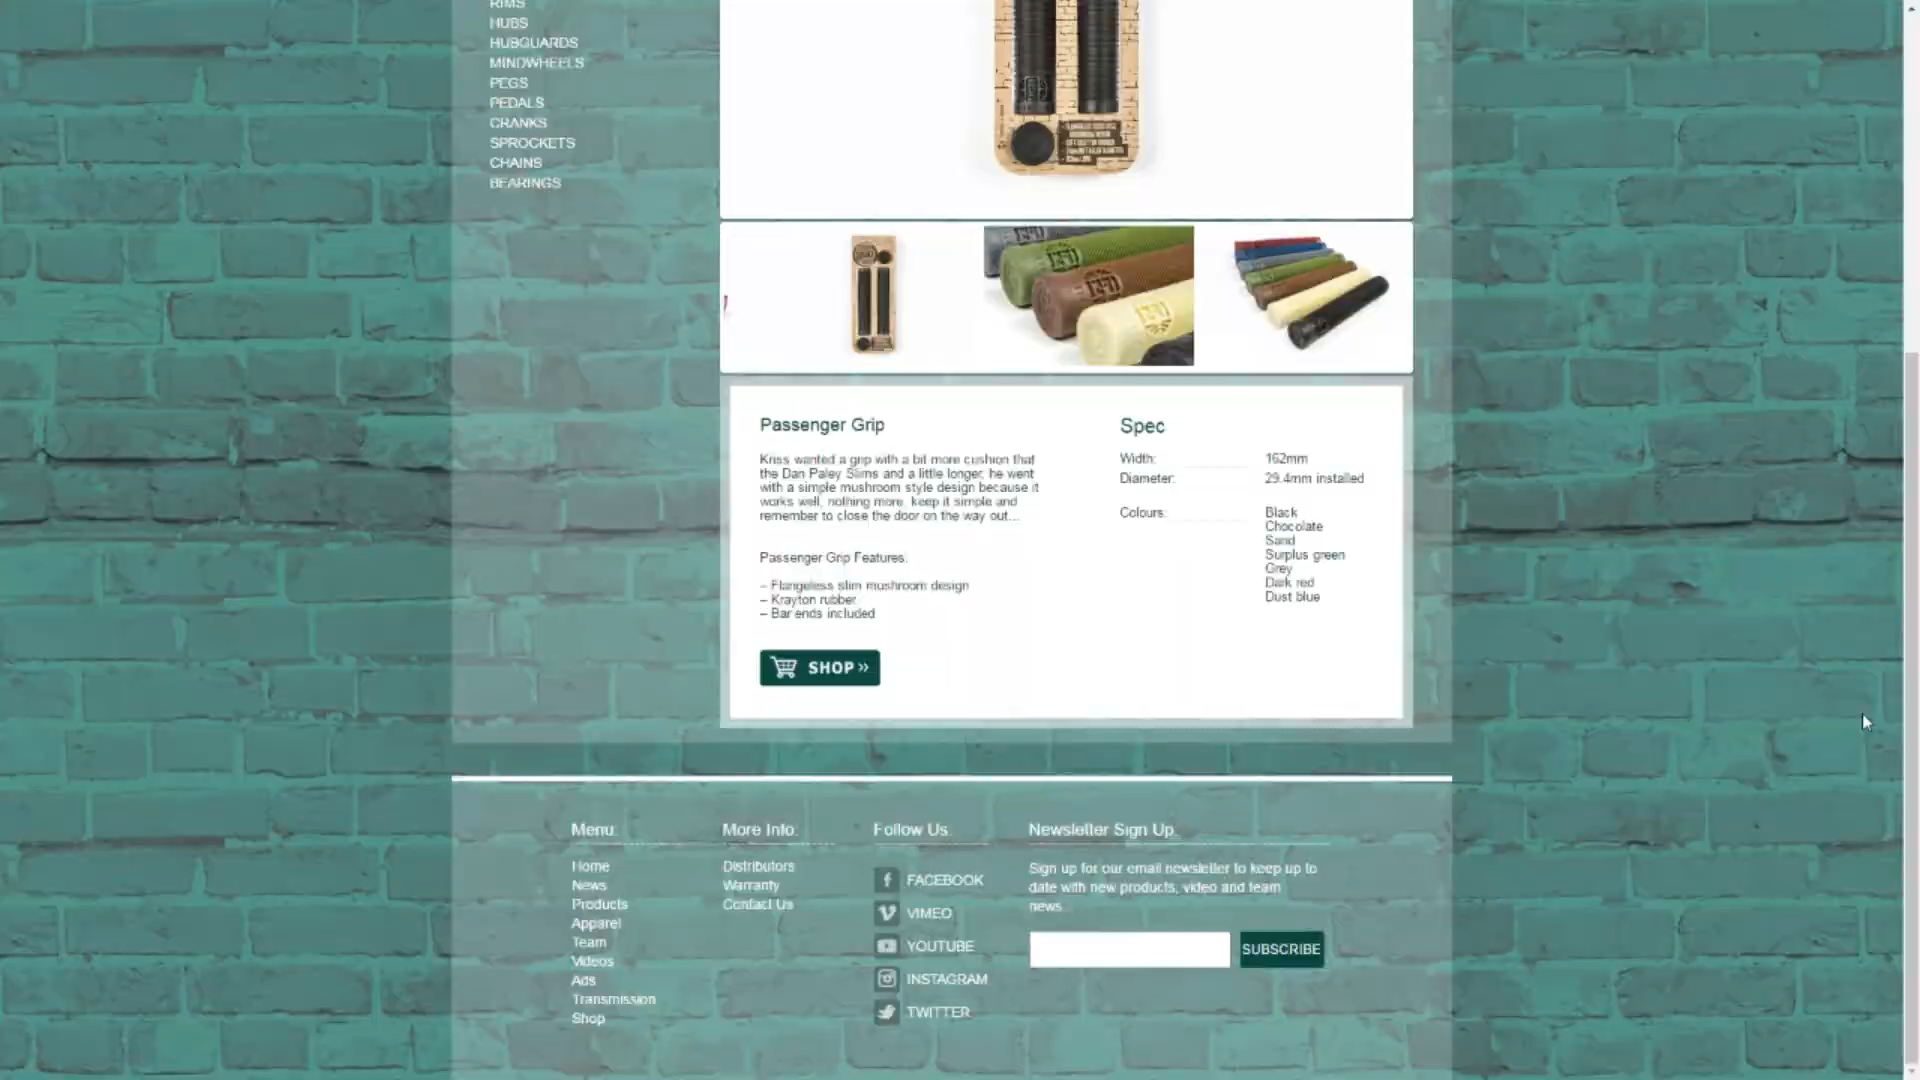 RIMS
HUBS
HUBGUARDS
MINDWHEELS
PEGS
PEDALS
CRANKS
SPROCKETS
CHAINS
BEARINGS
Passenger Grip
Kriss wanted a grip with a bit more cushion that
the Dan Paley Slims and a little longer, he went
with a simple mushroom style design because it
works well, nothing more, keep it simple and
remember to close the door on the way out...
Passenger Grip Features:
– Flangeless slim mushroom design
– Krayton rubber
– Bar ends included
SHOP »
Spec
Width: 162mm
Diameter: 29.4mm installed
Colours: Black
Chocolate
Sand
Surplus green
Grey
Dark red
Dust blue
Menu:
Home
News
Products
Apparel
Team
Videos
Ads
Transmission
Shop
More Info:
Distributors
Warranty
Contact Us
Follow Us:
FACEBOOK
VIMEO
YOUTUBE
INSTAGRAM
TWITTER
Newsletter Sign Up:
Sign up for our email newsletter to keep up to
date with new products, video and team
news.
SUBSCRIBE